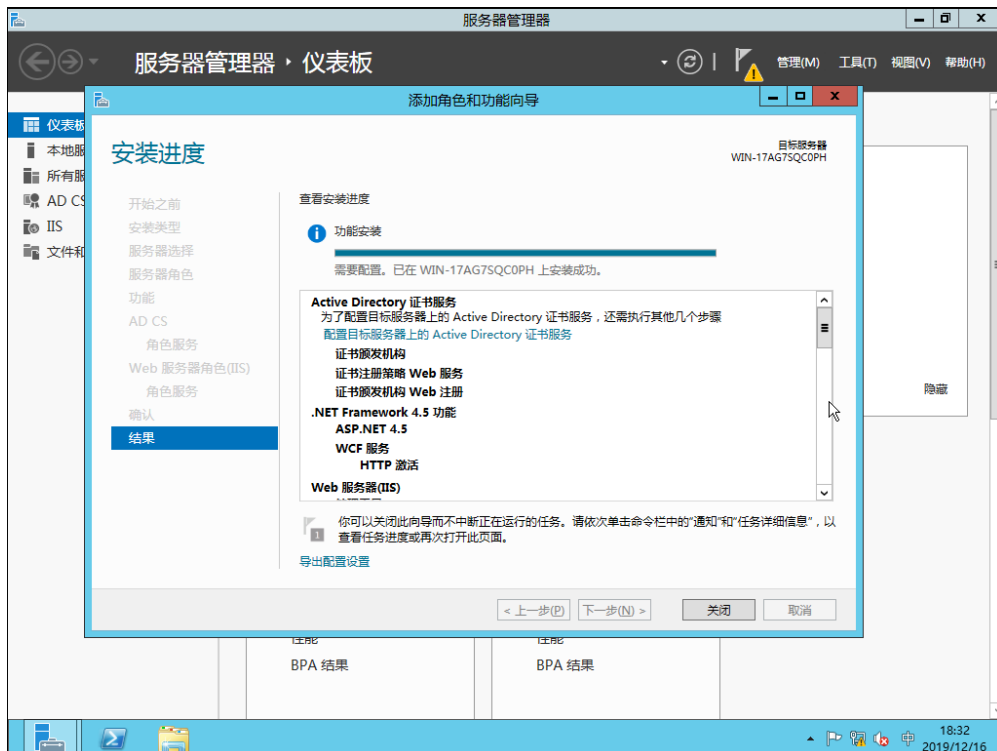 服务器管理器
服务器管理器 · 仪表板
管理(M) 工具(T) 视图(V) 帮助(H)
添加角色和功能向导
仪表板
本地服
所有服
AD CS
IIS
文件和
安装进度
目标服务器
WIN-17AG7SQC0PH
开始之前
安装类型
服务器选择
服务器角色
功能
AD CS
角色服务
Web 服务器角色(IIS)
角色服务
确认
结果
查看安装进度
功能安装
需要配置。已在 WIN-17AG7SQC0PH 上安装成功。
Active Directory 证书服务
为了配置目标服务器上的 Active Directory 证书服务，还需执行其他几个步骤
配置目标服务器上的 Active Directory 证书服务
证书颁发机构
证书注册策略 Web 服务
证书颁发机构 Web 注册
.NET Framework 4.5 功能
ASP.NET 4.5
WCF 服务
HTTP 激活
Web 服务器(IIS)
1
你可以关闭此向导而不中断正在运行的任务。请依次单击命令栏中的"通知"和"任务详细信息"，以
查看任务进度或再次打开此页面。
导出配置设置
< 上一步(P) 下一步(N) > 关闭 取消
隐藏
性能 性能
BPA 结果 BPA 结果
中
18:32
2019/12/16